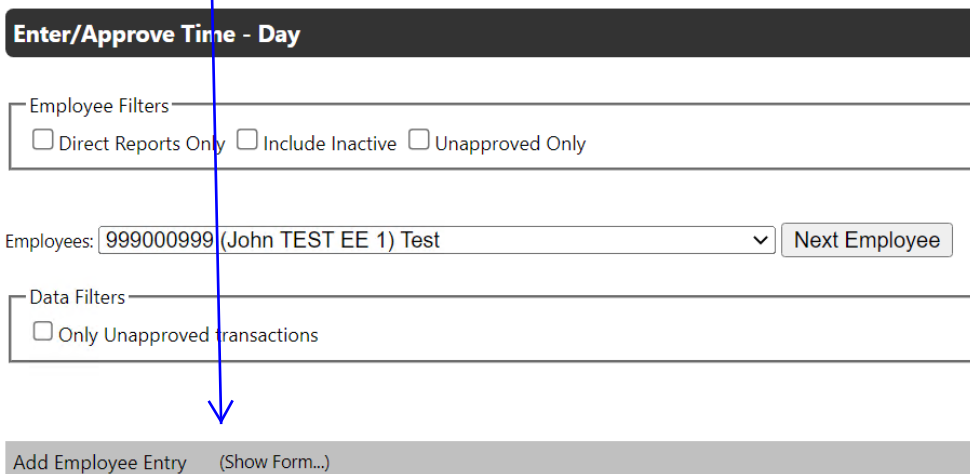 Enter/Approve Time - Day
Employee Filters
Direct Reports Only Include Inactive Unapproved Only
Employees: 999000999 (John TEST EE 1) Test Next Employee
Data Filters
Only Unapproved transactions
Add Employee Entry (Show Form...)